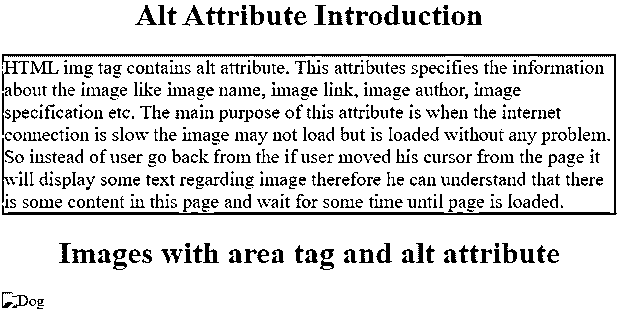 Alt Attribute Introduction
HTML img tag contains alt attribute. This attributes specifies the information
about the image like image name, image link, image author, image
specification etc. The main purpose of this attribute is when the internet
connection is slow the image may not load but is loaded without any problem.
So instead of user go back from the if user moved his cursor from the page it
will display some text regarding image therefore he can understand that there
is some content in this page and wait for some time until page is loaded.
Images with area tag and alt attribute
Dog